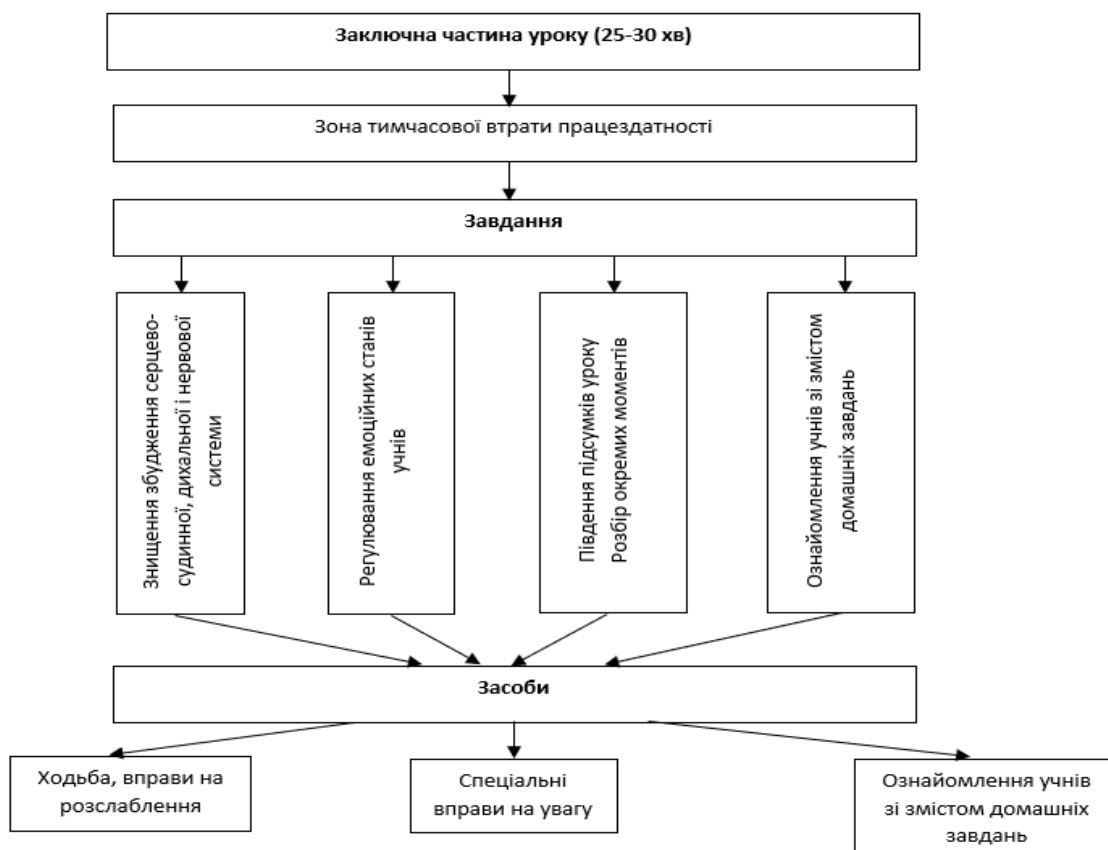 Заключна частина уроку (25-30 хв)
Зона тимчасової втрати працездатності
Завдання
Знищення збудження серцево-
судинної, дихальної і нервової
системи
Регулювання емоційних станів
учнів
Південня підсумків уроку
Розбір окремих моментів
Ознайомлення учнів зі змістом
домашніх завдань
Засоби
Ходьба, вправи на
розслаблення
Спеціальні
вправи на увагу
Ознайомлення учнів
зі змістом домашніх
завдань